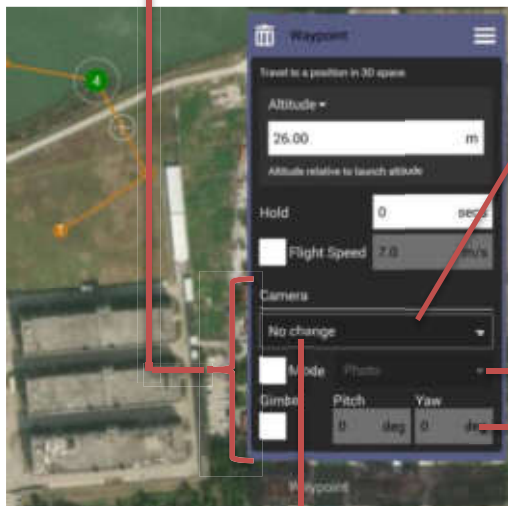 Waypoint
Travel to a position in 3D space.
Altitude
26.00 m
Altitude relative to launch altitude
Hold 0 secs
Flight Speed 7.0 m/s
Camera
No change
Mode Photo
Gimbal Pitch Yaw
0 deg 0 deg
Waypoint